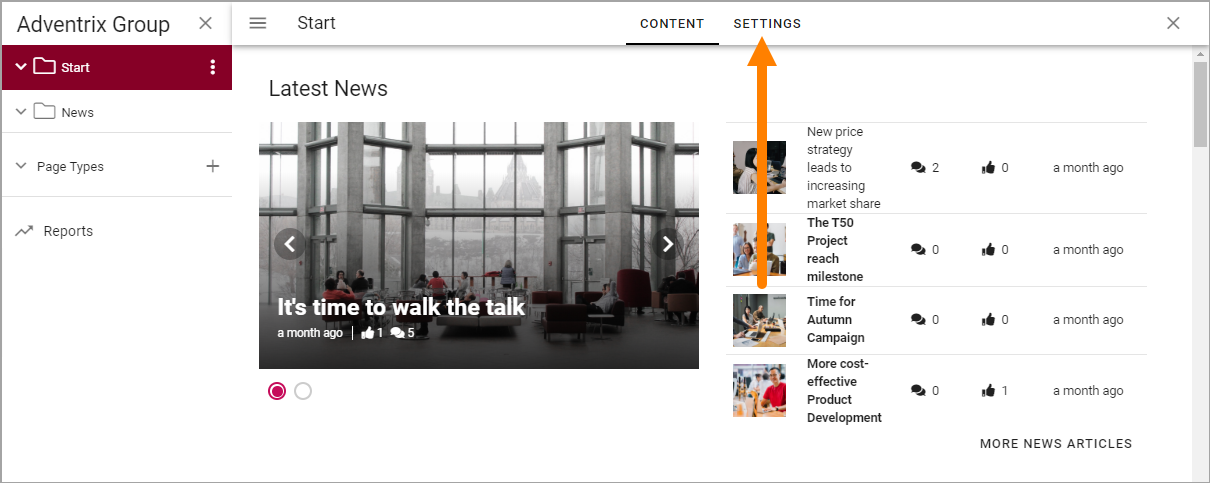 Adventrix Group
Start
News
Page Types
Reports
Start
CONTENT SETTINGS
Latest News
It's time to walk the talk
a month ago 1 5
New price
strategy
leads to
increasing
market share
2 0 a month ago
The T50
Project
reach
milestone
0 0 a month ago
Time for
Autumn
Campaign
0 0 a month ago
More cost-
effective
Product
Development
0 1 a month ago
MORE NEWS ARTICLES